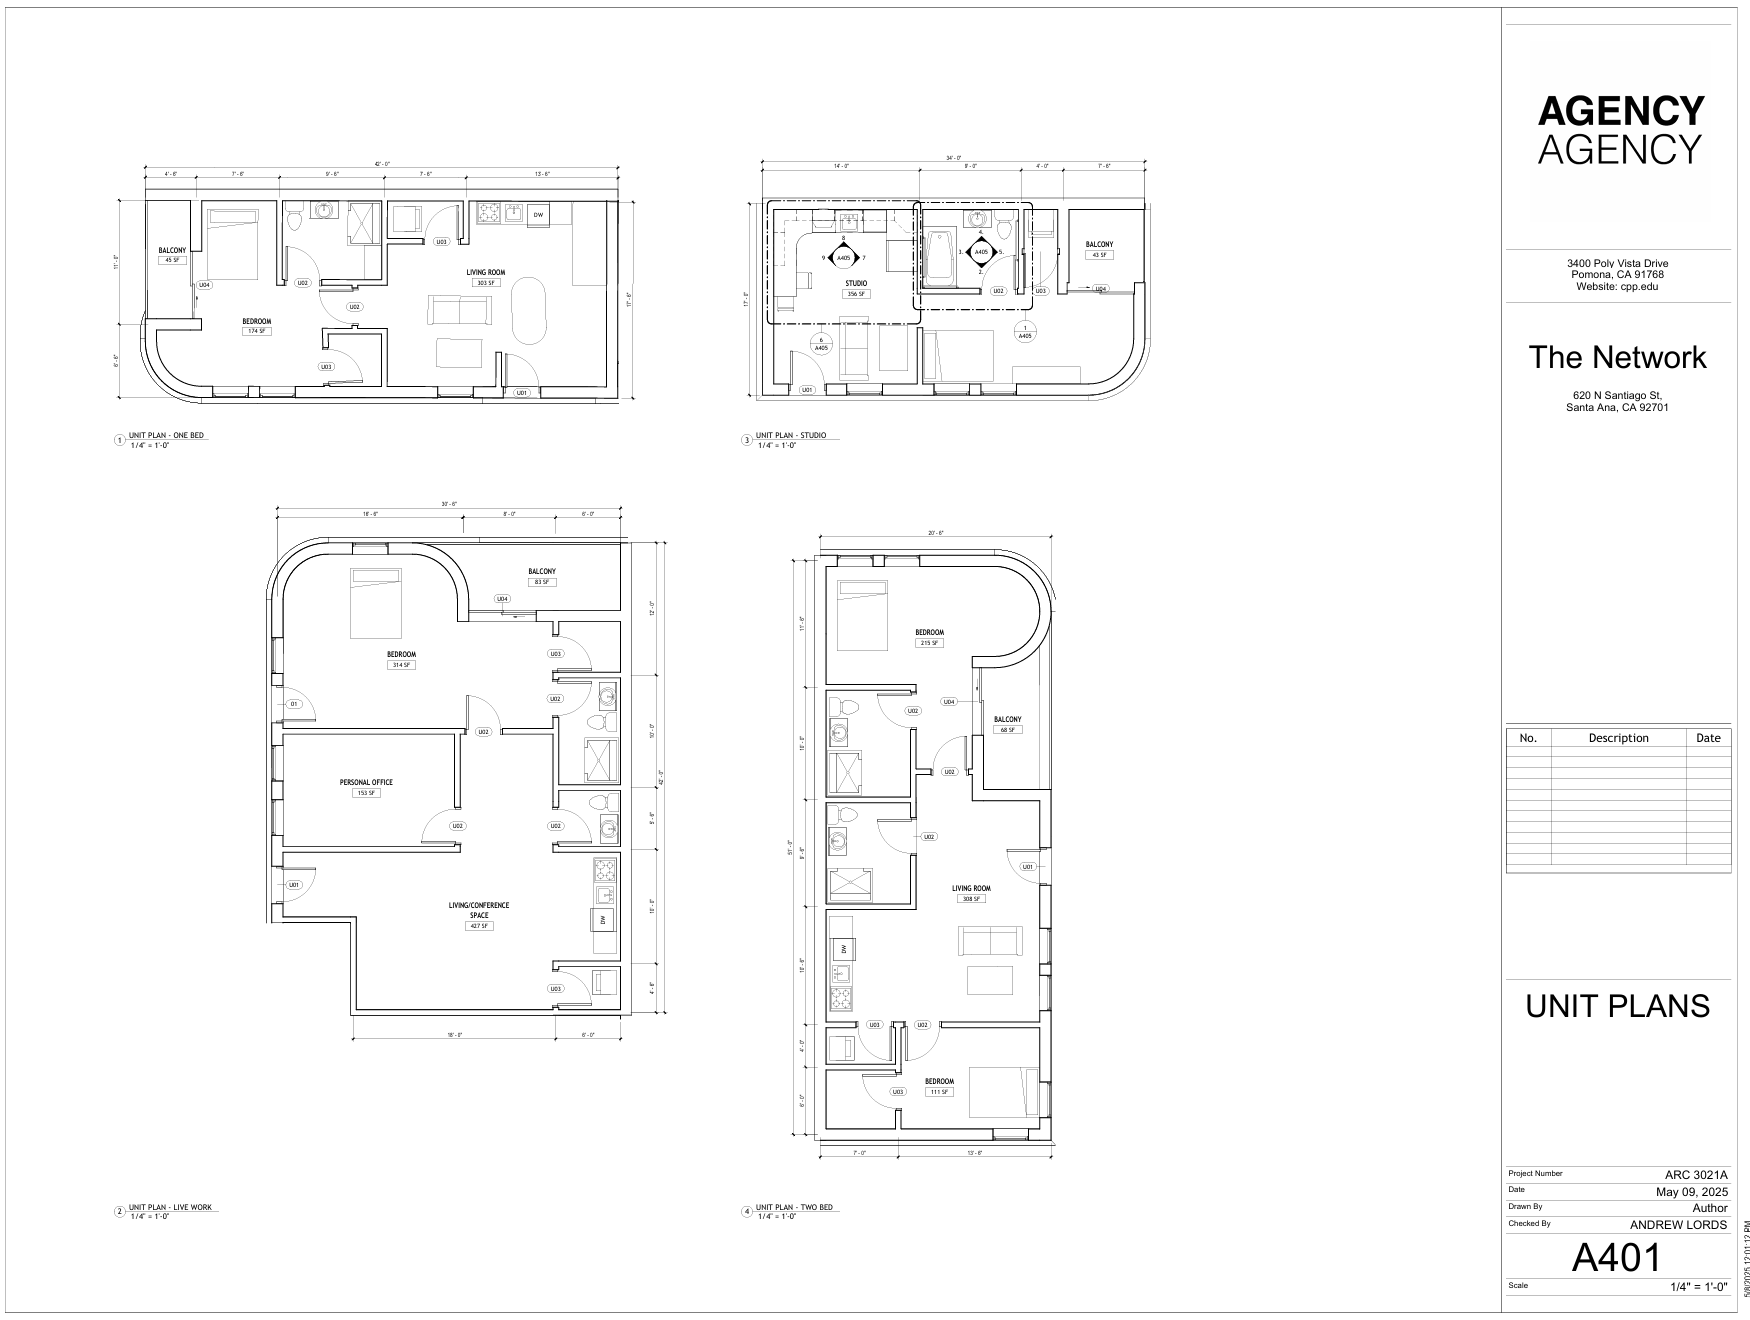 42' - 0"
4' - 6"
7' - 6"
9' - 6"
7' - 6"
13' - 6"
11' - 0"
6' - 6"
17' - 6"
BALCONY
45 SF
U04
U02
U03
DW
LIVING ROOM
303 SF
U02
BEDROOM
174 SF
U03
U01
1
UNIT PLAN - ONE BED
1/4" = 1'-0"
34' - 0"
14' - 0"
9' - 0"
4' - 0"
7' - 6"
17' - 0"
8
9
A405
7
STUDIO
356 SF
4.
3.
A405
5.
2.
U02
U03
BALCONY
43 SF
U04
6
A405
1
A405
U01
3
UNIT PLAN - STUDIO
1/4" = 1'-0"
30' - 6"
16' - 6"
8' - 0"
6' - 0"
BALCONY
83 SF
U04
12' - 0"
BEDROOM
314 SF
U03
U02
01
U02
10' - 0"
42' - 0"
PERSONAL OFFICE
153 SF
U02
U02
5' - 6"
U01
LIVING/CONFERENCE
SPACE
427 SF
DW
10' - 0"
U03
4' - 6"
18' - 0"
6' - 0"
2
UNIT PLAN - LIVE WORK
1/4" = 1'-0"
20' - 6"
11' - 6"
BEDROOM
215 SF
U02
U04
BALCONY
68 SF
10' - 0"
U02
51' - 0"
9' - 6"
U02
U01
LIVING ROOM
308 SF
DW
10' - 6"
U03
U02
4' - 0"
BEDROOM
111 SF
U03
6' - 0"
7' - 0"
13' - 6"
4
UNIT PLAN - TWO BED
1/4" = 1'-0"
AGENCY
AGENCY
3400 Poly Vista Drive
Pomona, CA 91768
Website: cpp.edu
The Network
620 N Santiago St,
Santa Ana, CA 92701
No. Description Date
UNIT PLANS
Project Number ARC 3021A
Date May 09, 2025
Drawn By Author
Checked By ANDREW LORDS
A401
Scale 1/4" = 1'-0"
5/8/2025 12:01:12 PM